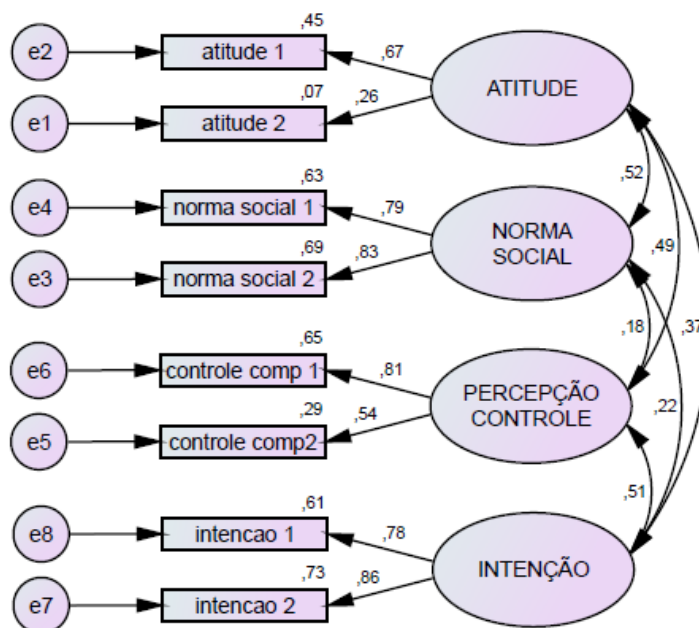 ,45
e2
atitude 1
,67
ATITUDE
,07
e1
atitude 2
,26
,52
,63
e4
norma social 1
,79
NORMA
SOCIAL
,69
e3
norma social 2
,83
,49
,18
,37
,65
e6
controle comp 1
,81
PERCEPÇÃO
CONTROLE
,29
e5
controle comp2
,54
,22
,51
,61
e8
intencao 1
,78
INTENÇÃO
,73
e7
intencao 2
,86